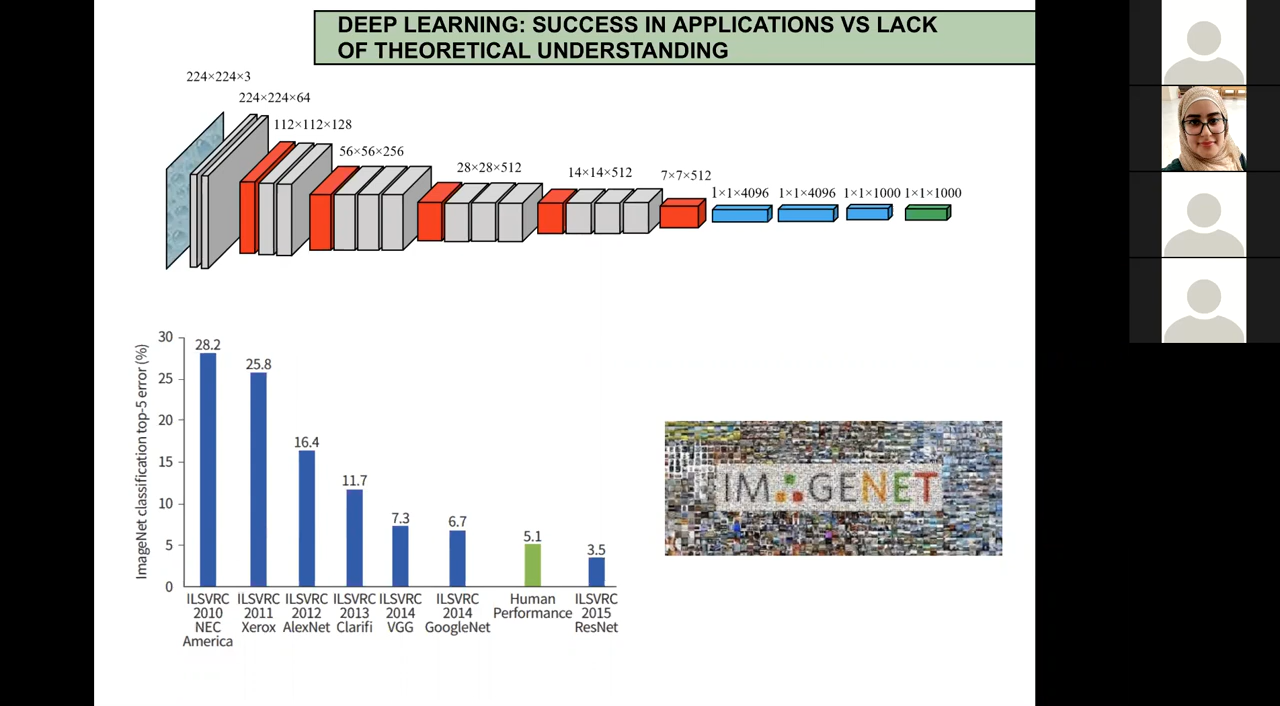 DEEP LEARNING: SUCCESS IN APPLICATIONS VS LACK
OF THEORETICAL UNDERSTANDING
224×224×3
224×224×64
112×112×128
56×56×256
28×28×512
14×14×512
7×7×512
1×1×4096
1×1×4096
1×1×1000
1×1×1000
ImageNet classification top-5 error (%)
30
25
20
15
10
5
0
28.2
25.8
16.4
11.7
7.3
6.7
5.1
3.5
ILSVRC
2010
NEC
America
ILSVRC
2011
Xerox
ILSVRC
2012
AlexNet
ILSVRC
2013
Clarifi
ILSVRC
2014
VGG
ILSVRC
2014
GoogleNet
Human
Performance
ILSVRC
2015
ResNet
IMAGENET